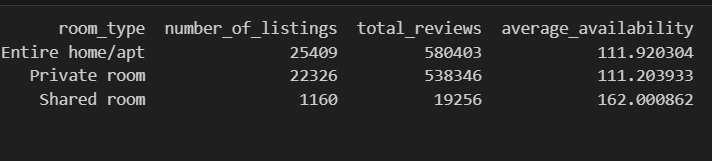 room_type number_of_listings total_reviews average_availability
Entire home/apt 25409 580403 111.920304
Private room 22326 538346 111.203933
Shared room 1160 19256 162.000862